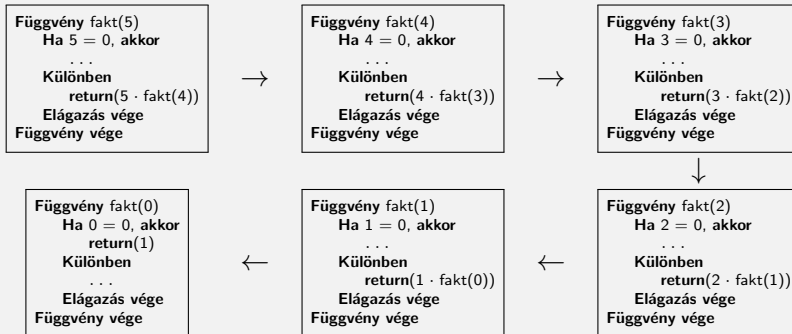 Függvény fakt(5)
Ha 5 = 0, akkor
. . .
Különben
return(5 · fakt(4))
Elágazás vége
Függvény vége
→
Függvény fakt(4)
Ha 4 = 0, akkor
. . .
Különben
return(4 · fakt(3))
Elágazás vége
Függvény vége
→
Függvény fakt(3)
Ha 3 = 0, akkor
. . .
Különben
return(3 · fakt(2))
Elágazás vége
Függvény vége
↓
Függvény fakt(2)
Ha 2 = 0, akkor
. . .
Különben
return(2 · fakt(1))
Elágazás vége
Függvény vége
←
Függvény fakt(1)
Ha 1 = 0, akkor
. . .
Különben
return(1 · fakt(0))
Elágazás vége
Függvény vége
←
Függvény fakt(0)
Ha 0 = 0, akkor
return(1)
Különben
. . .
Elágazás vége
Függvény vége